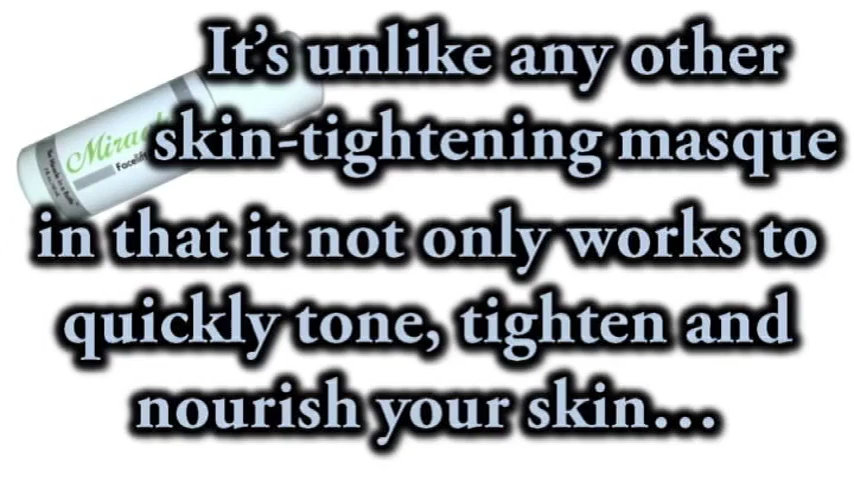 It's unlike any other
skin-tightening masque
in that it not only works to
quickly tone, tighten and
nourish your skin...
Facelift